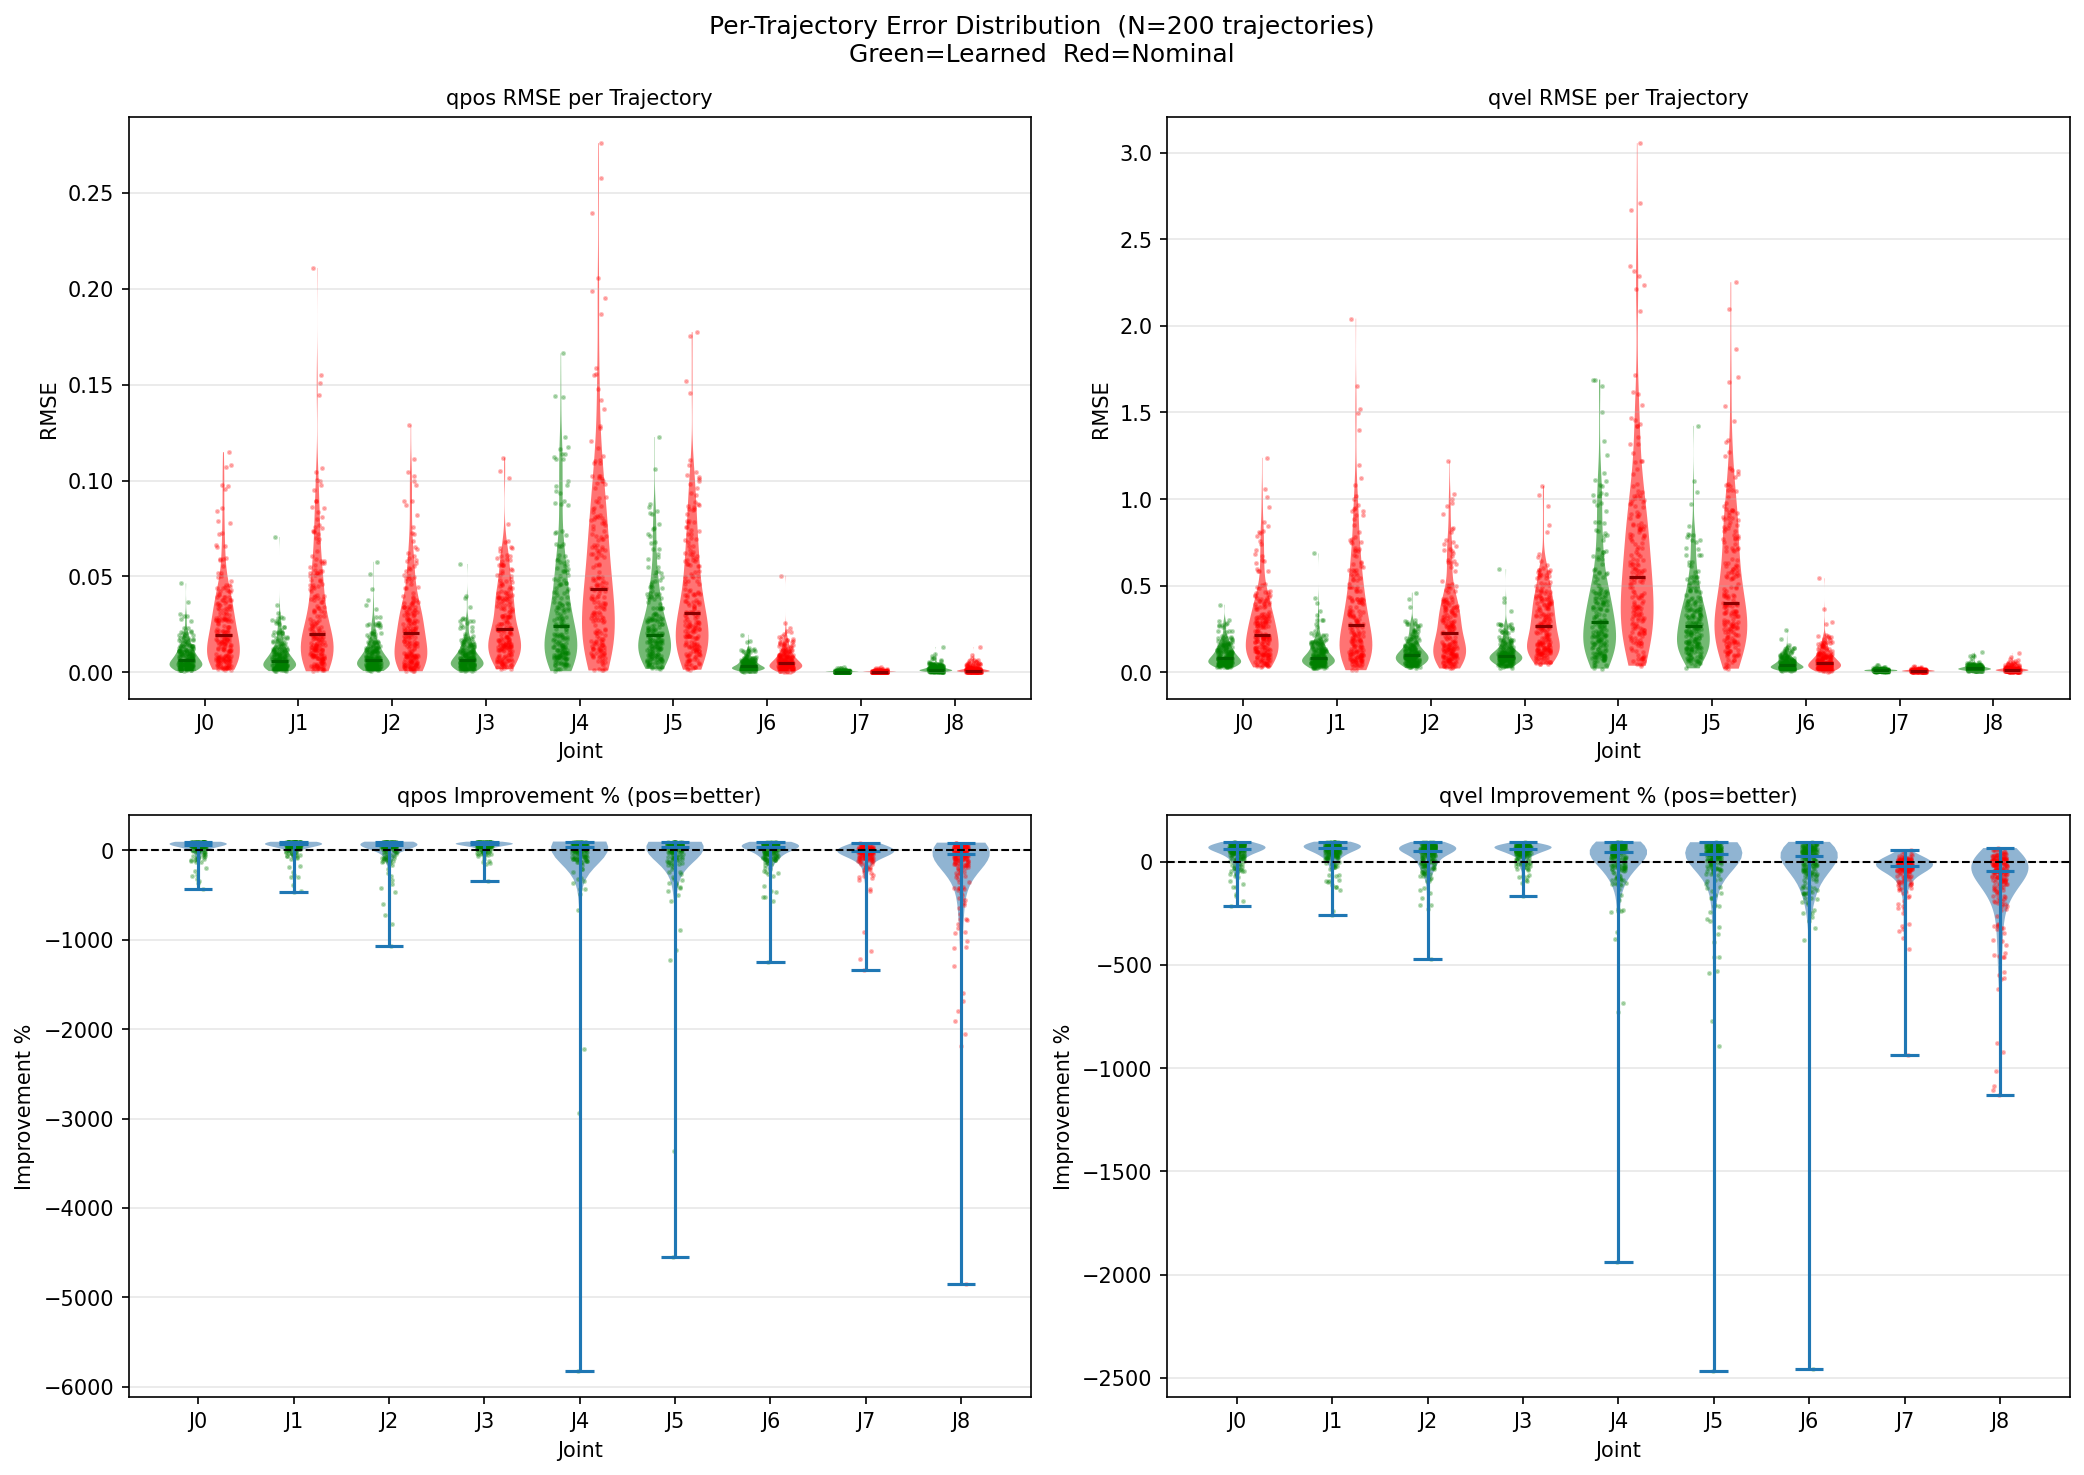 Per-Trajectory Error Distribution  (N=200 trajectories)
Green=Learned  Red=Nominal
qpos RMSE per Trajectory
RMSE
0.25
0.20
0.15
0.10
0.05
0.00
J0 J1 J2 J3 J4 J5 J6 J7 J8
Joint
qvel RMSE per Trajectory
RMSE
3.0
2.5
2.0
1.5
1.0
0.5
0.0
J0 J1 J2 J3 J4 J5 J6 J7 J8
Joint
qpos Improvement % (pos=better)
Improvement %
0
−1000
−2000
−3000
−4000
−5000
−6000
J0 J1 J2 J3 J4 J5 J6 J7 J8
Joint
qvel Improvement % (pos=better)
Improvement %
0
−500
−1000
−1500
−2000
−2500
J0 J1 J2 J3 J4 J5 J6 J7 J8
Joint